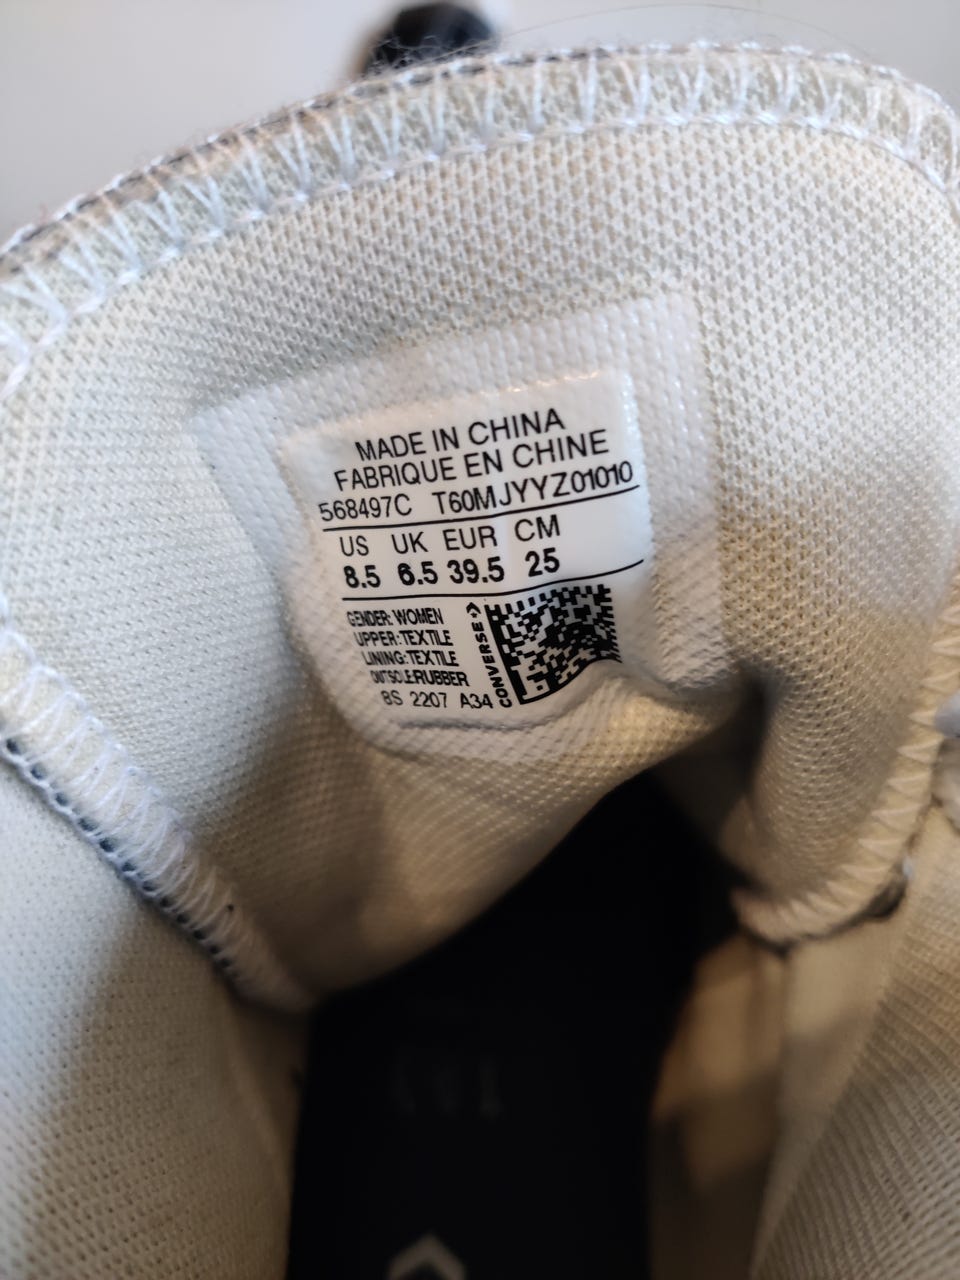 MADE IN CHINA
FABRIQUE EN CHINE
568497C T60MJYYZ01010
US UK EUR CM
8.5 6.5 39.5 25
GENDER: WOMEN
UPPER: TEXTILE
LINING: TEXTILE
OUTSOLE: RUBBER
BS 2207 A34
CONVERSE